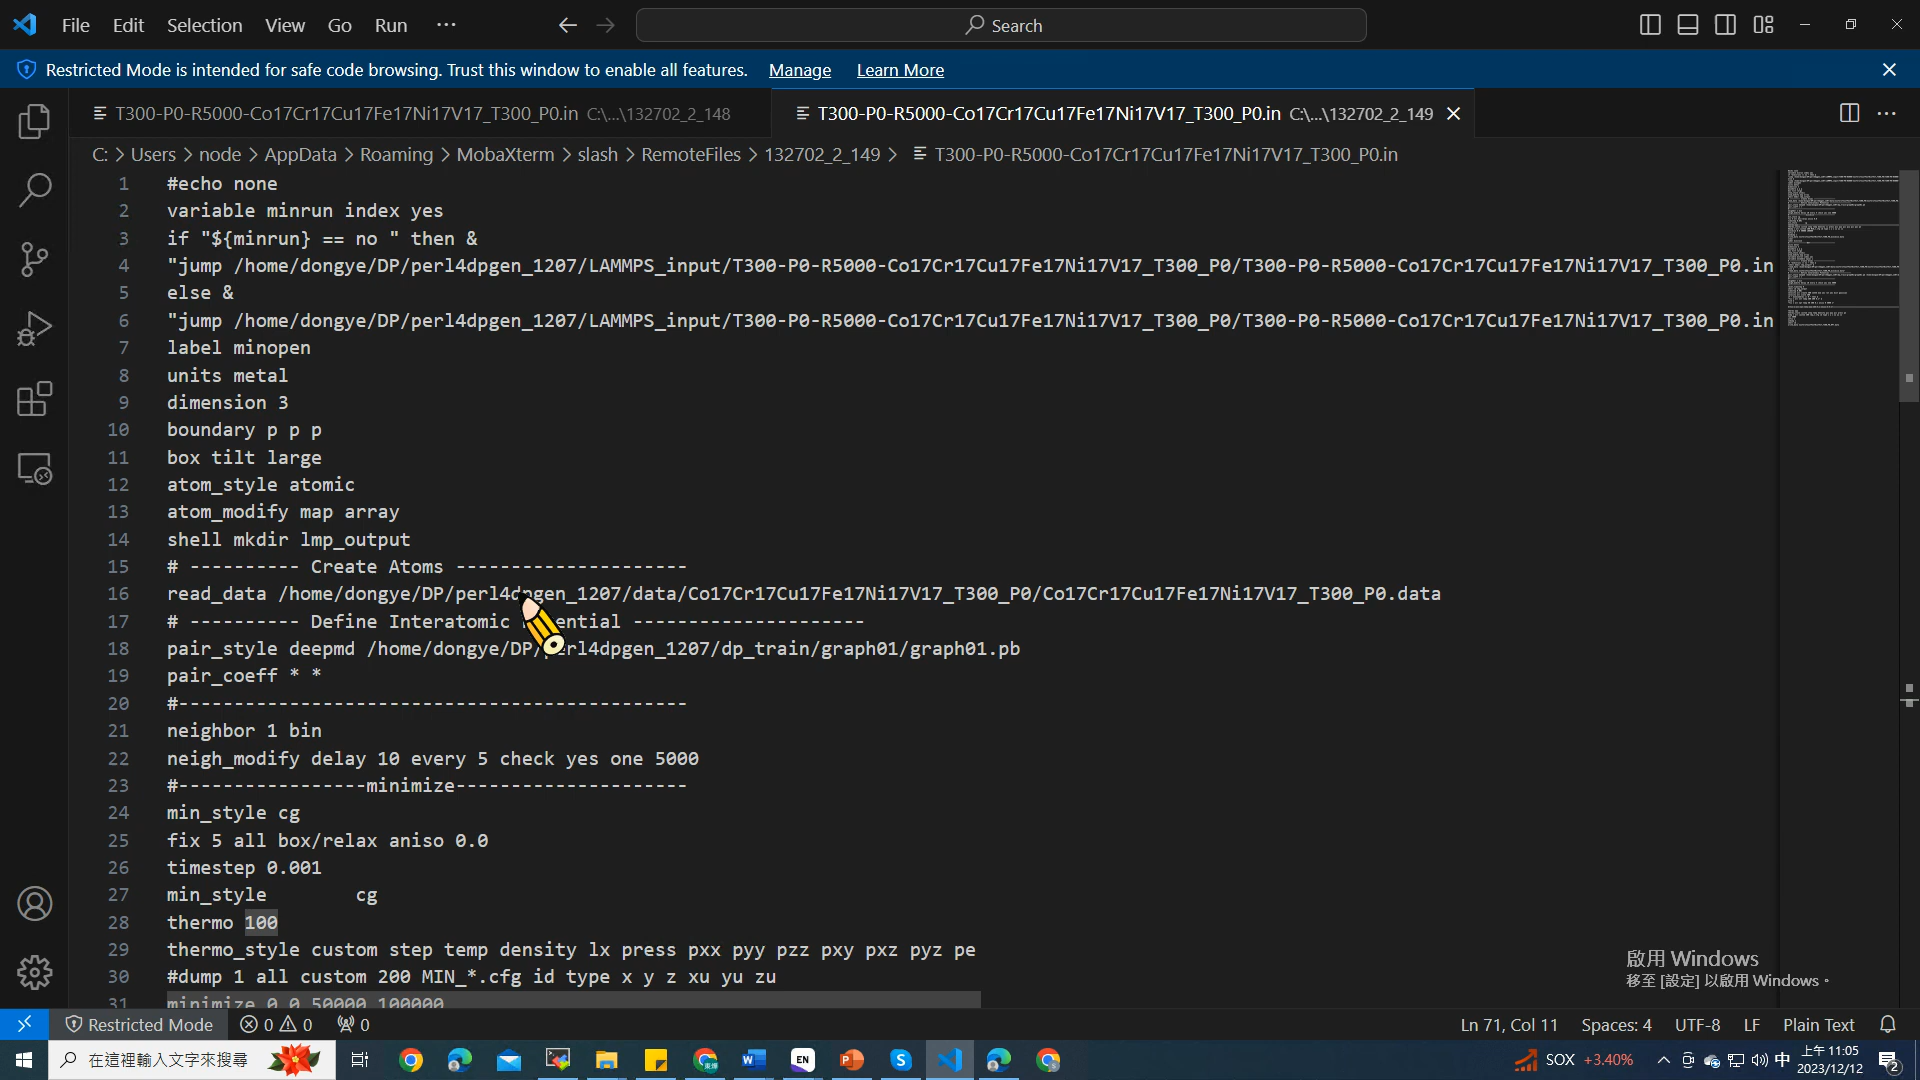 File Edit Selection View Go Run ··· Search
Restricted Mode is intended for safe code browsing. Trust this window to enable all features. Manage Learn More
T300-P0-R5000-Co17Cr17Cu17Fe17Ni17V17_T300_P0.in C:\...\132702_2_148 T300-P0-R5000-Co17Cr17Cu17Fe17Ni17V17_T300_P0.in C:\...\132702_2_149
C: > Users > node > AppData > Roaming > MobaXterm > slash > RemoteFiles > 132702_2_149 > T300-P0-R5000-Co17Cr17Cu17Fe17Ni17V17_T300_P0.in
1 #echo none
2 variable minrun index yes
3 if "${minrun} == no " then &
4 "jump /home/dongye/DP/perl4dpgen_1207/LAMMPS_input/T300-P0-R5000-Co17Cr17Cu17Fe17Ni17V17_T300_P0/T300-P0-R5000-Co17Cr17Cu17Fe17Ni17V17_T300_P0.in
5 else &
6 "jump /home/dongye/DP/perl4dpgen_1207/LAMMPS_input/T300-P0-R5000-Co17Cr17Cu17Fe17Ni17V17_T300_P0/T300-P0-R5000-Co17Cr17Cu17Fe17Ni17V17_T300_P0.in
7 label minopen
8 units metal
9 dimension 3
10 boundary p p p
11 box tilt large
12 atom_style atomic
13 atom_modify map array
14 shell mkdir lmp_output
15 # ---------- Create Atoms ---------------------
16 read_data /home/dongye/DP/perl4dpgen_1207/data/Co17Cr17Cu17Fe17Ni17V17_T300_P0/Co17Cr17Cu17Fe17Ni17V17_T300_P0.data
17 # ---------- Define Interatomic Potential ---------------------
18 pair_style deepmd /home/dongye/DP/perl4dpgen_1207/dp_train/graph01/graph01.pb
19 pair_coeff * *
20 #----------------------------------------------
21 neighbor 1 bin
22 neigh_modify delay 10 every 5 check yes one 5000
23 #-----------------minimize---------------------
24 min_style cg
25 fix 5 all box/relax aniso 0.0
26 timestep 0.001
27 min_style cg
28 thermo 100
29 thermo_style custom step temp density lx press pxx pyy pzz pxy pxz pyz pe
30 #dump 1 all custom 200 MIN_*.cfg id type x y z xu yu zu
31 minimize 0 0 50000 100000
啟用 Windows
移至 [設定] 以啟用 Windows。
Restricted Mode 0 0 0 Ln 71, Col 11 Spaces: 4 UTF-8 LF Plain Text
在這裡輸入文字來搜尋 EN SOX +3.40% 中 上午 11:05
2023/12/12 2